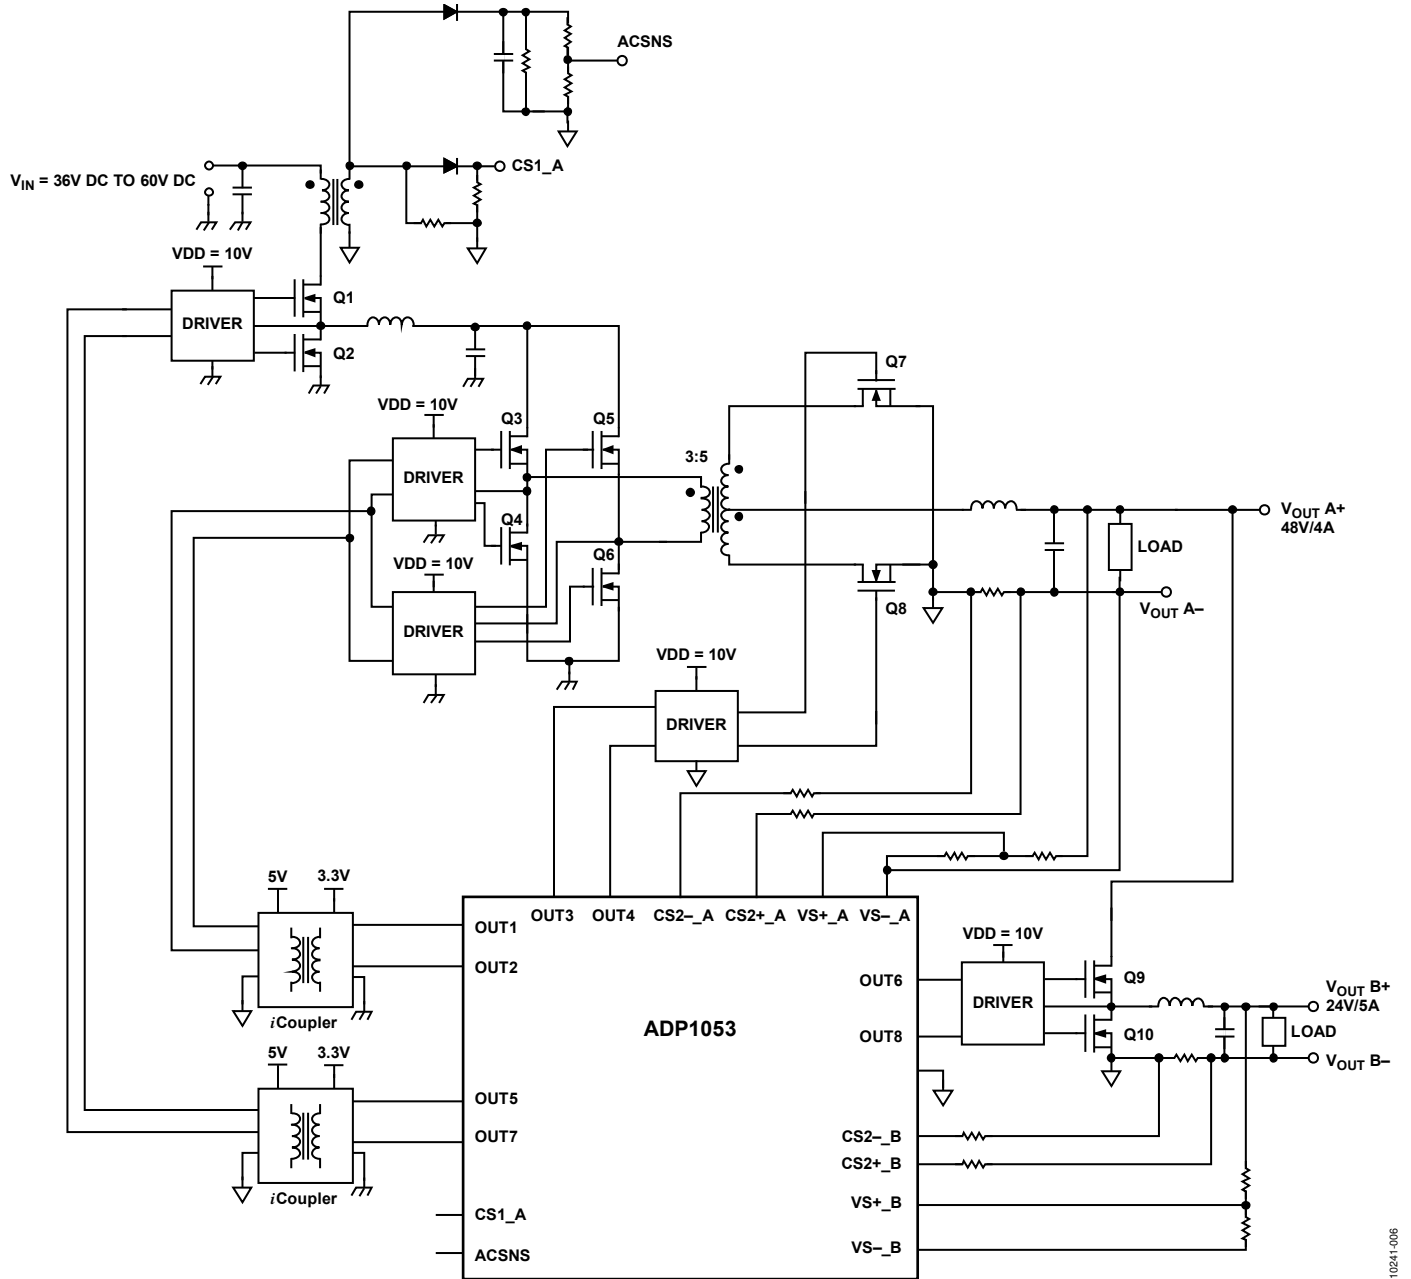 ACSNS
CS1_A
VIN = 36V DC TO 60V DC
VDD = 10V
DRIVER
Q1
Q2
VDD = 10V
DRIVER
Q3
Q4
Q5
Q6
VDD = 10V
DRIVER
3:5
Q7
Q8
VOUT A+
48V/4A
LOAD
VOUT A–
VDD = 10V
DRIVER
5V
3.3V
iCoupler
5V
3.3V
iCoupler
OUT3
OUT4
CS2–_A
CS2+_A
VS+_A
VS–_A
OUT1
OUT2
OUT5
OUT7
CS1_A
ACSNS
ADP1053
OUT6
OUT8
CS2–_B
CS2+_B
VS+_B
VS–_B
VDD = 10V
DRIVER
Q9
Q10
VOUT B+
24V/5A
LOAD
VOUT B–
10241-006